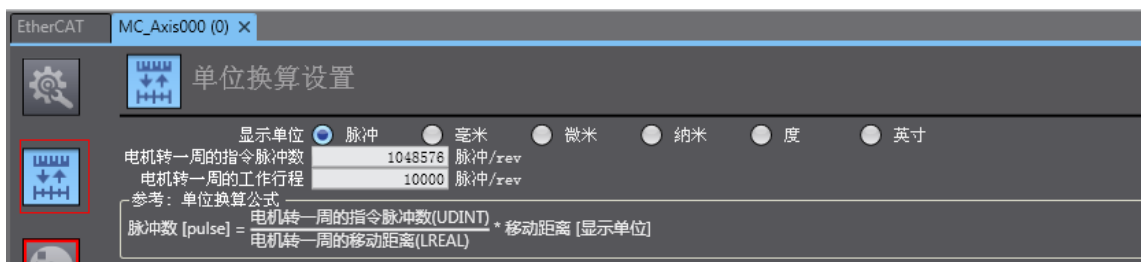 EtherCAT MC_Axis000 (0) ×
单位换算设置
显示单位 脉冲 毫米 微米 纳米 度 英寸
电机转一周的指令脉冲数 1048576 脉冲/rev
电机转一周的工作行程 10000 脉冲/rev
参考: 单位换算公式
脉冲数 [pulse] = 电机转一周的指令脉冲数(UDINT) * 移动距离 [显示单位]
电机转一周的移动距离(LREAL)